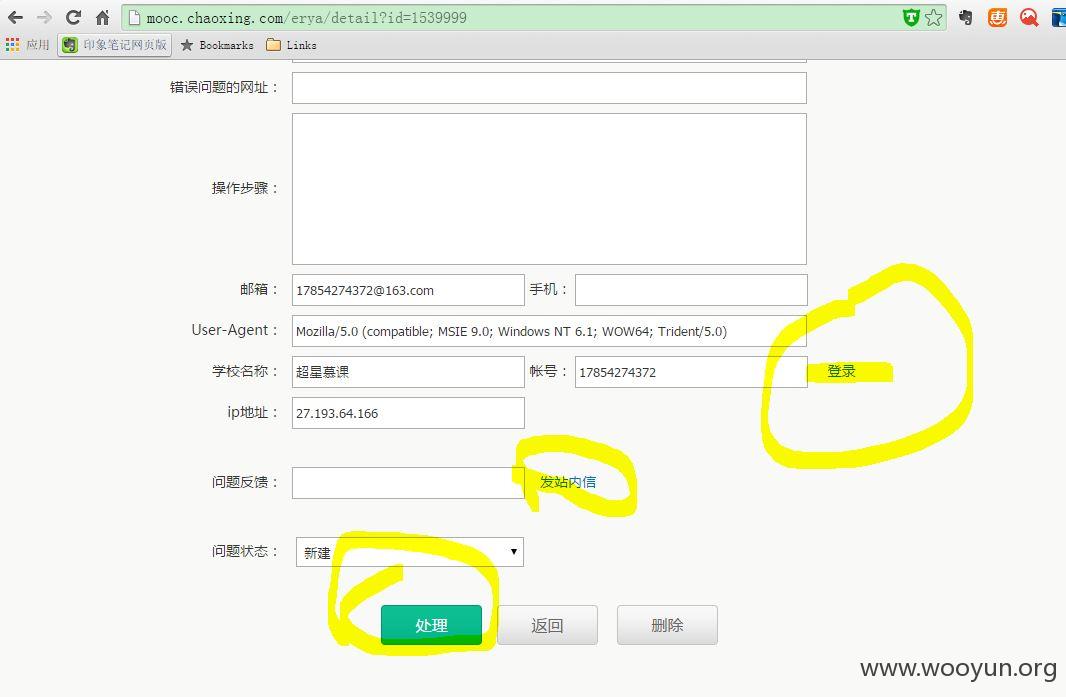 mooc.chaoxing.com/erya/detail?id=1539999
应用 印象笔记网页版 Bookmarks Links
错误问题的网址：
操作步骤：
邮箱： 17854274372@163.com 手机：
User-Agent： Mozilla/5.0 (compatible; MSIE 9.0; Windows NT 6.1; WOW64; Trident/5.0)
学校名称： 超星慕课 帐号： 17854274372 登录
ip地址： 27.193.64.166
问题反馈： 发站内信
问题状态： 新建
处理 返回 删除
www.wooyun.org